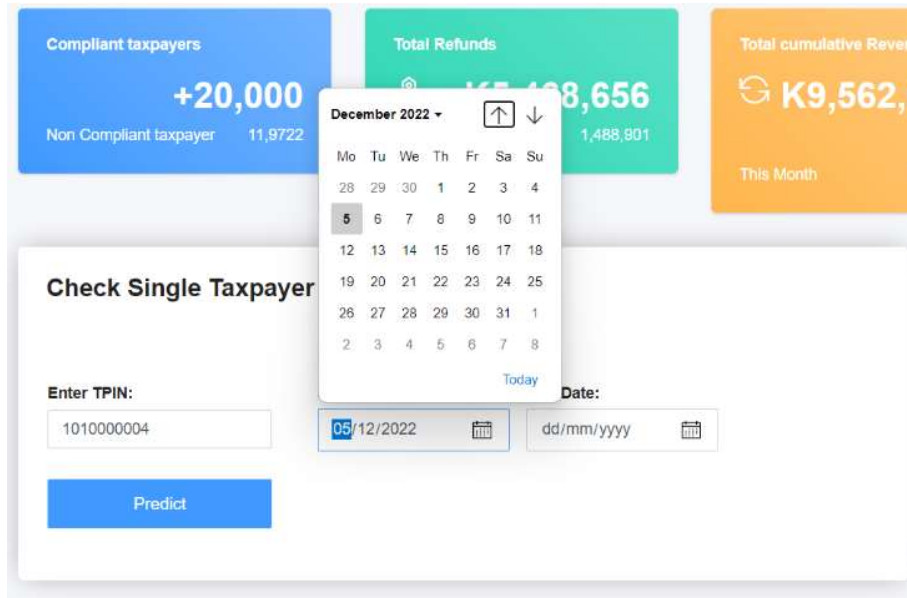 Compliant taxpayers
+20,000
Non Compliant taxpayer 11,9722
Total Refunds
8,656
1,488,901
Total cumulative
K9,562,
This Month
December 2022
Mo Tu We Th Fr Sa Su
28 29 30 1 2 3 4
5 6 7 8 9 10 11
12 13 14 15 16 17 18
19 20 21 22 23 24 25
26 27 28 29 30 31 1
2 3 4 5 6 7 8
Today
Check Single Taxpayer
Enter TPIN:
1010000004
05/12/2022
Date:
dd/mm/yyyy
Predict